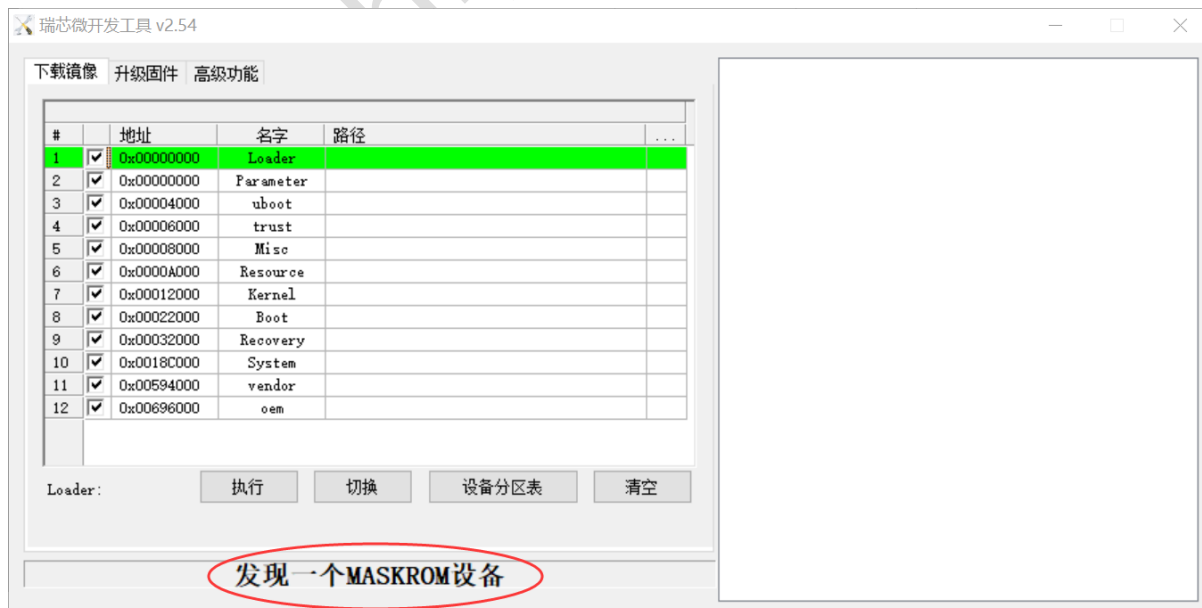 瑞芯微开发工具 v2.54
下载镜像 升级固件 高级功能
# 地址 名字 路径 ...
1 0x00000000 Loader
2 0x00000000 Parameter
3 0x00004000 uboot
4 0x00006000 trust
5 0x00008000 Misc
6 0x0000A000 Resource
7 0x00012000 Kernel
8 0x00022000 Boot
9 0x00032000 Recovery
10 0x0018C000 System
11 0x00594000 vendor
12 0x00696000 oem
Loader: 执行 切换 设备分区表 清空
发现一个MASKROM设备